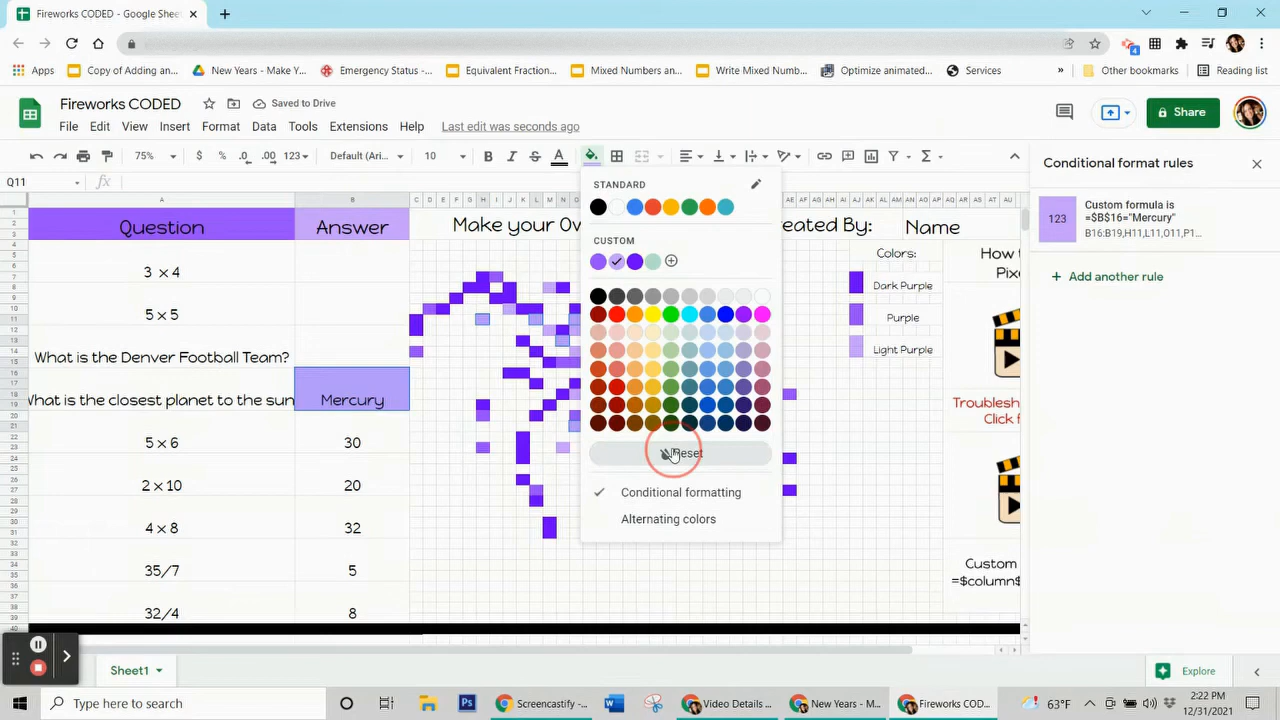 Fireworks CODED - Google Sheet
Apps
Copy of Adding an...
New Years - Make Y...
Emergency Status -...
Equivalent Fraction...
Mixed Numbers an...
Write Mixed Numb...
Optimize animated...
Services
»
Other bookmarks
Reading list
Fireworks CODED
Saved to Drive
Share
File Edit View Insert Format Data Tools Extensions Help Last edit was seconds ago
75% $ % .0 .00 123 Default (Ari... 10 B I S A
Q11 fx
Conditional format rules
123
Custom formula is
=$B$16="Mercury"
B16:B19,H11,L11,O11,P1...
Add another rule
STANDARD
CUSTOM
Reset
Conditional formatting
Alternating colors
Question Answer
Make your Ow
reated By: Name
3 × 4
5 × 5
What is the Denver Football Team?
What is the closest planet to the sun Mercury
5 × 6 30
2 × 10 20
4 × 8 32
35/7 5
32/4 8
Colors:
Dark Purple
Purple
Light Purple
How t
Pix
Troubles
Click f
Custom
=$column$
Sheet1
Explore
Type here to search
Screencastify -...
Video Details ...
New Years - M...
Fireworks COD...
63°F
2:22 PM
12/31/2021